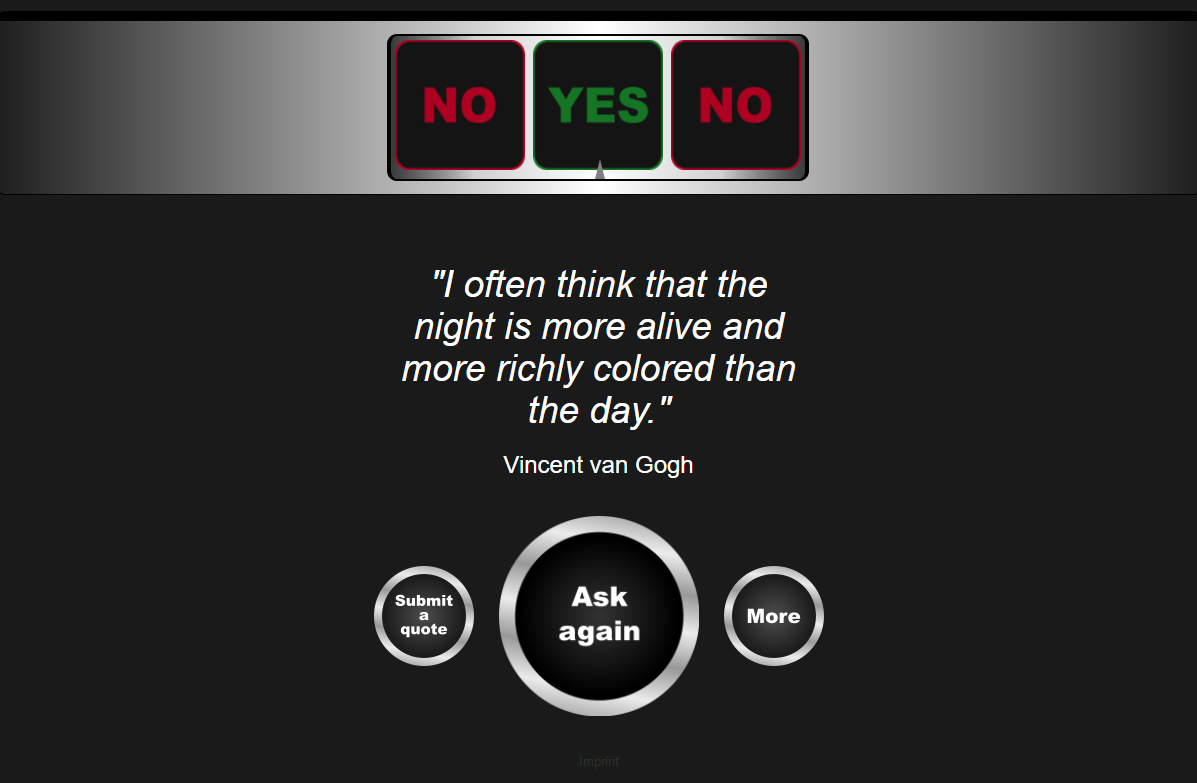 NO YES NO
"I often think that the
night is more alive and
more richly colored than
the day."
Vincent van Gogh
Submit
a
quote
Ask
again
More
Imprint